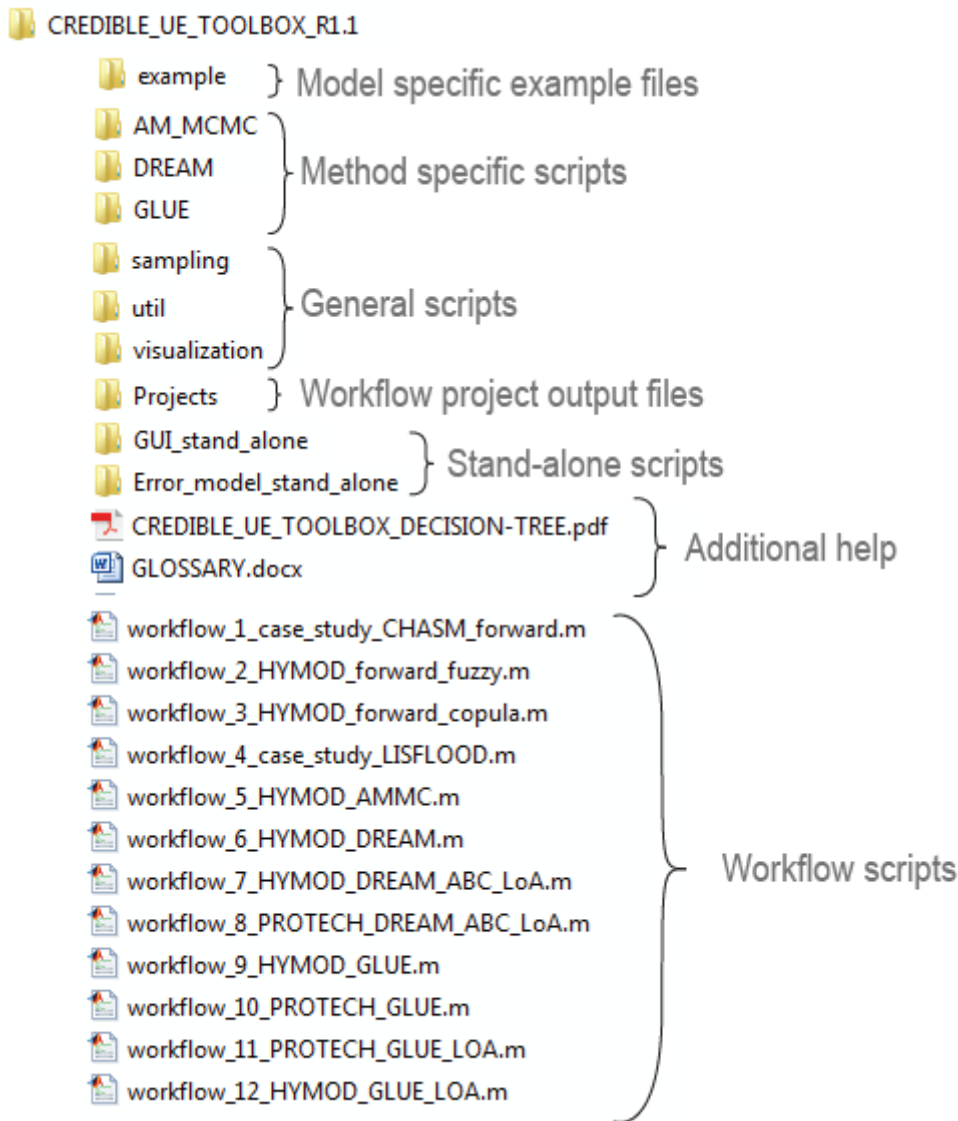 CREDIBLE_UE_TOOLBOX_R1.1
example
Model specific example files
AM_MCMC
DREAM
Method specific scripts
GLUE
sampling
util
General scripts
visualization
Projects
Workflow project output files
GUI_stand_alone
Stand-alone scripts
Error_model_stand_alone
CREDIBLE_UE_TOOLBOX_DECISION-TREE.pdf
Additional help
GLOSSARY.docx
workflow_1_case_study_CHASM_forward.m
workflow_2_HYMOD_forward_fuzzy.m
workflow_3_HYMOD_forward_copula.m
workflow_4_case_study_LISFLOOD.m
workflow_5_HYMOD_AMMC.m
workflow_6_HYMOD_DREAM.m
workflow_7_HYMOD_DREAM_ABC_LoA.m
Workflow scripts
workflow_8_PROTECH_DREAM_ABC_LoA.m
workflow_9_HYMOD_GLUE.m
workflow_10_PROTECH_GLUE.m
workflow_11_PROTECH_GLUE_LOA.m
workflow_12_HYMOD_GLUE_LOA.m